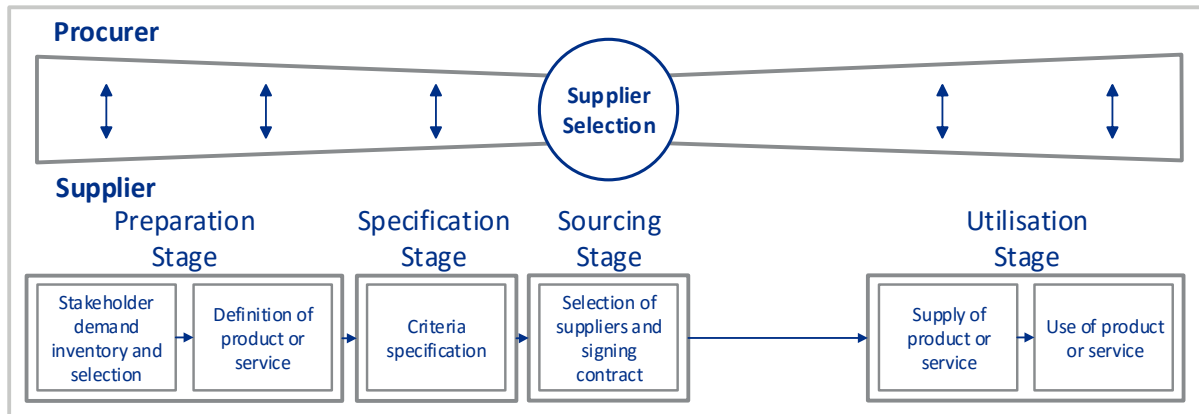 Procurer
Supplier
Selection
Supplier
Preparation
Stage
Specification
Stage
Sourcing
Stage
Utilisation
Stage
Stakeholder
demand
inventory and
selection
Definition of
product or
service
Criteria
specification
Selection of
suppliers and
signing
contract
Supply of
product or
service
Use of product
or service